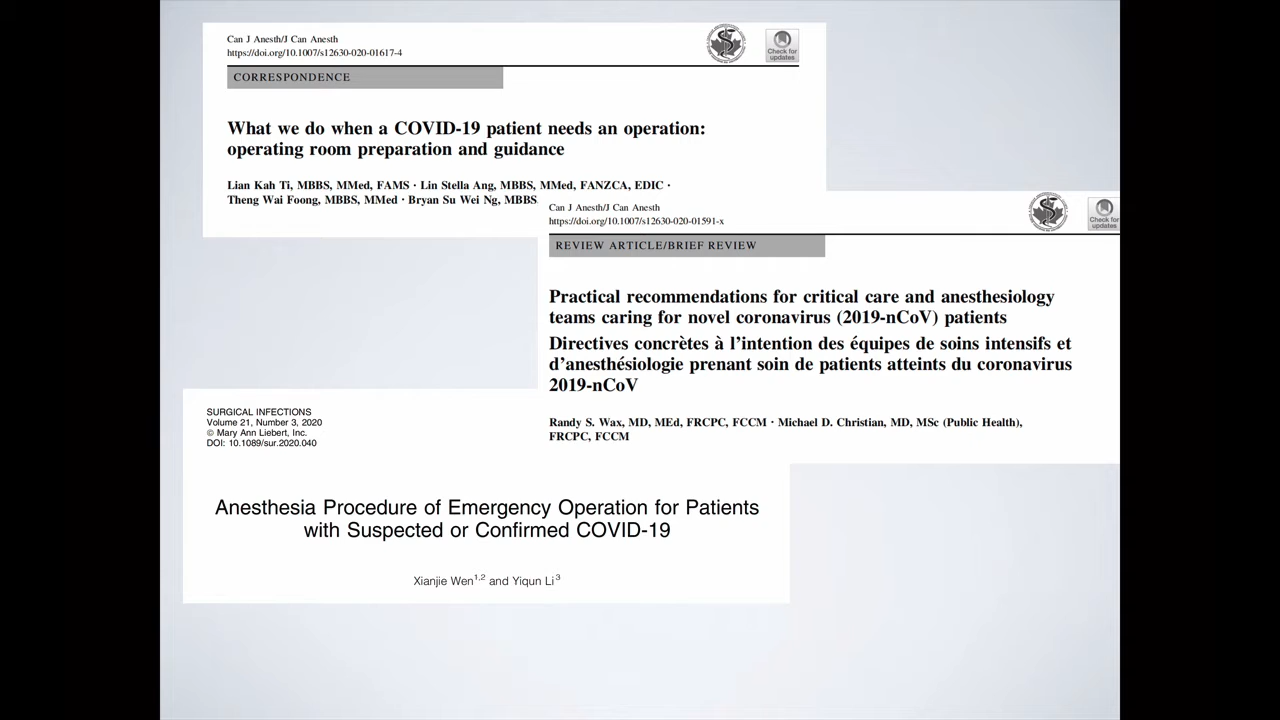 Can J Anesth/J Can Anesth
https://doi.org/10.1007/s12630-020-01617-4
Check for
updates
CORRESPONDENCE
What we do when a COVID-19 patient needs an operation:
operating room preparation and guidance
Lian Kah Ti, MBBS, MMed, FAMS · Lin Stella Ang, MBBS, MMed, FANZCA, EDIC ·
Theng Wai Foong, MBBS, MMed · Bryan Su Wei Ng, MBBS
Can J Anesth/J Can Anesth
https://doi.org/10.1007/s12630-020-01591-x
Check for
updates
REVIEW ARTICLE/BRIEF REVIEW
Practical recommendations for critical care and anesthesiology
teams caring for novel coronavirus (2019-nCoV) patients
Directives concrètes à l’intention des équipes de soins intensifs et
d’anesthésiologie prenant soin de patients atteints du coronavirus
2019-nCoV
Randy S. Wax, MD, MEd, FRCPC, FCCM · Michael D. Christian, MD, MSc (Public Health),
FRCPC, FCCM
SURGICAL INFECTIONS
Volume 21, Number 3, 2020
© Mary Ann Liebert, Inc.
DOI: 10.1089/sur.2020.040
Anesthesia Procedure of Emergency Operation for Patients
with Suspected or Confirmed COVID-19
Xianjie Wen1,2 and Yiqun Li3